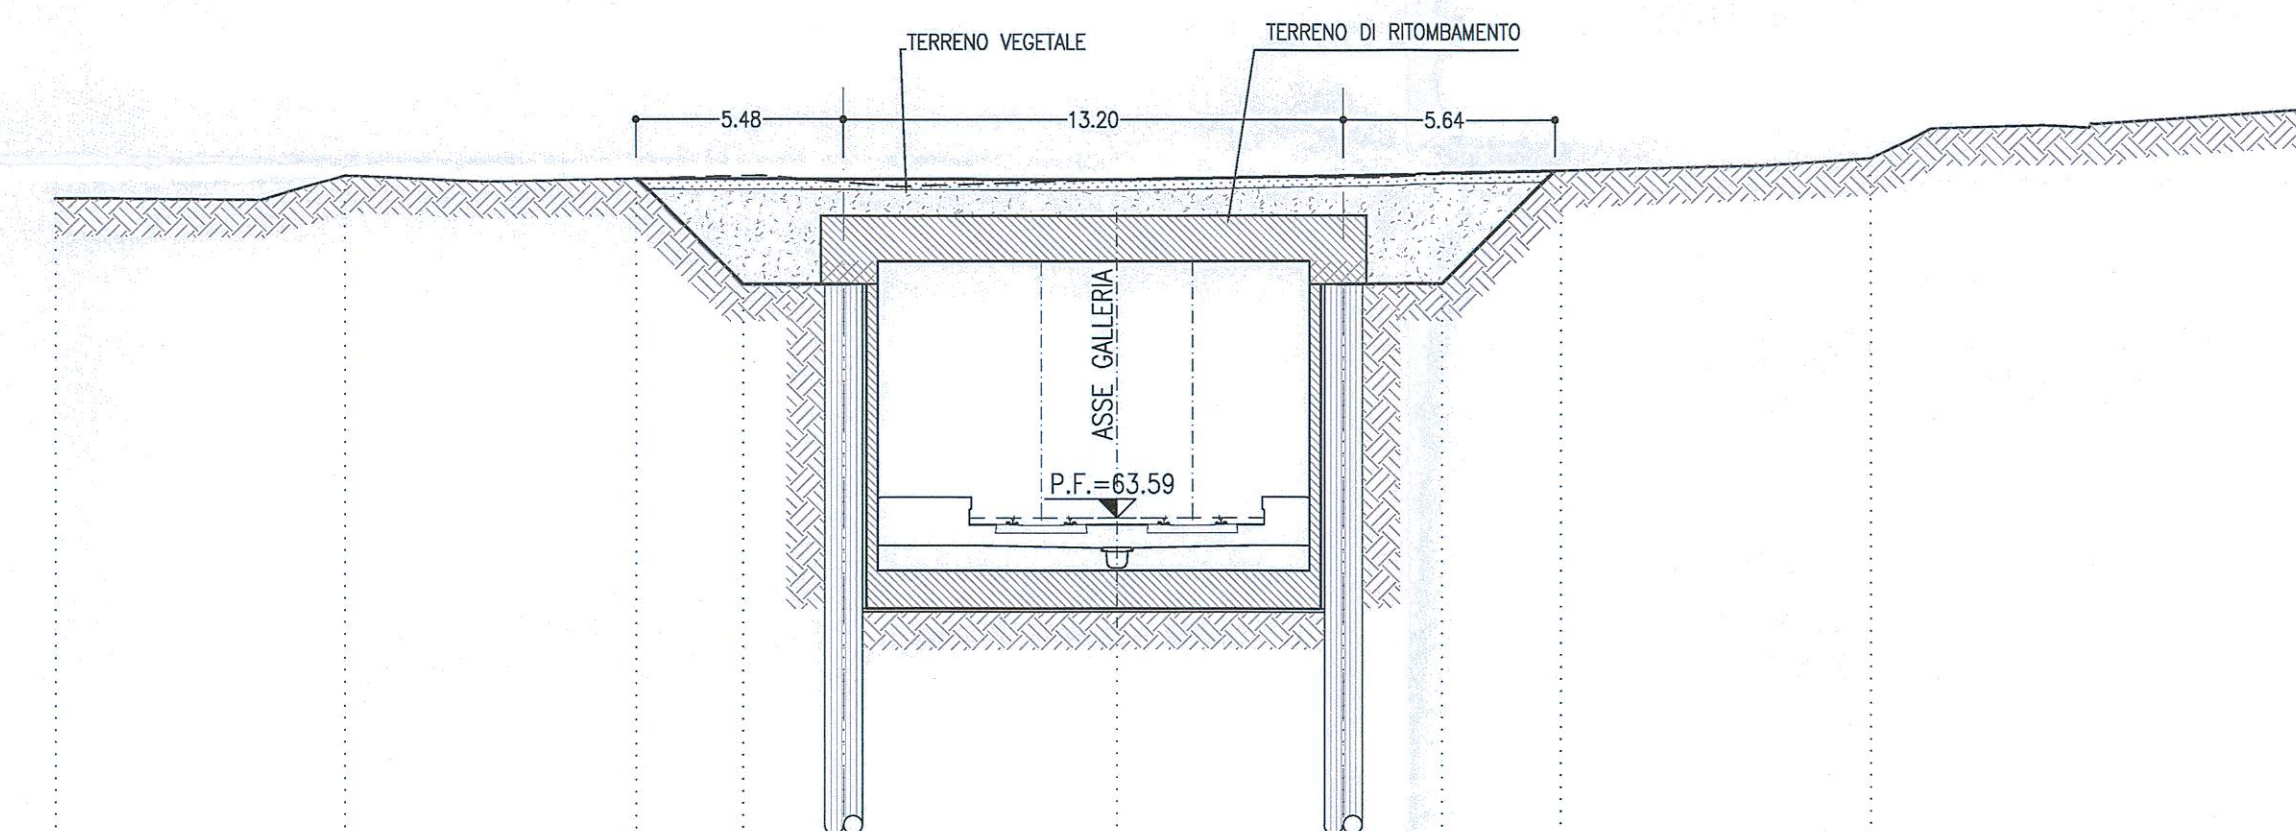 TERRENO VEGETALE
TERRENO DI RITOMBAMENTO
5.48
13.20
5.64
ASSE GALLERIA
P.F.=63.59